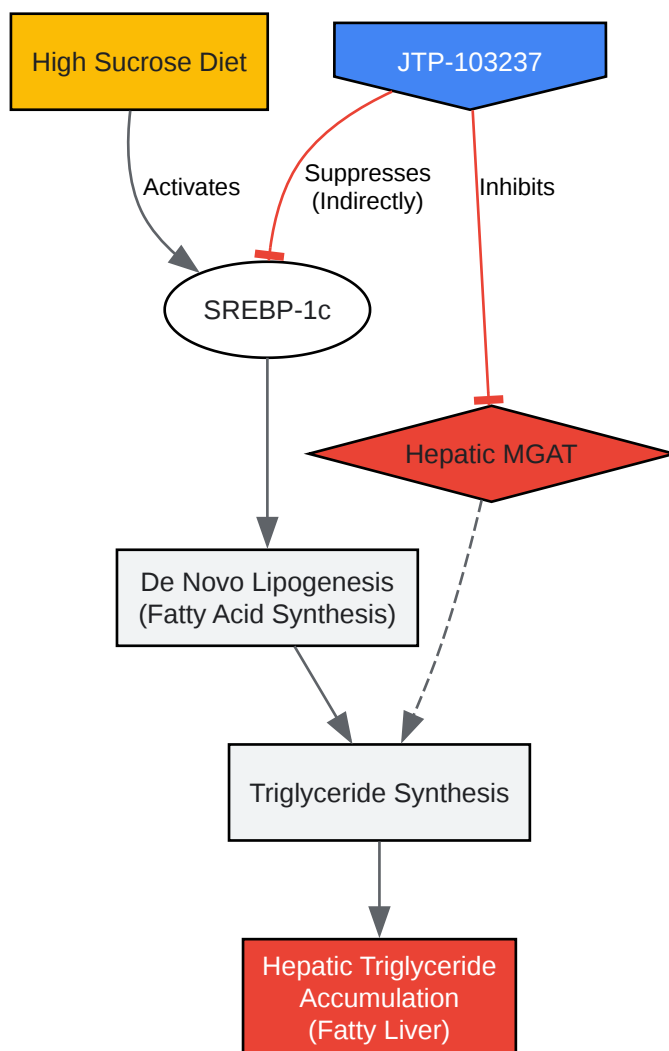 High Sucrose Diet
JTP-103237
Activates
Suppresses
(Indirectly)
Inhibits
SREBP-1c
Hepatic MGAT
De Novo Lipogenesis
(Fatty Acid Synthesis)
Triglyceride Synthesis
Hepatic Triglyceride
Accumulation
(Fatty Liver)